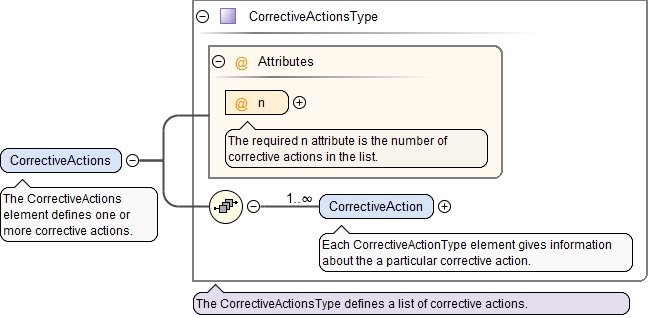 CorrectiveActionsType
@ Attributes
@ n
The required n attribute is the number of
corrective actions in the list.
CorrectiveActions
The CorrectiveActions
element defines one or
more corrective actions.
1..∞
CorrectiveAction
Each CorrectiveActionType element gives information
about the a particular corrective action.
The CorrectiveActionsType defines a list of corrective actions.